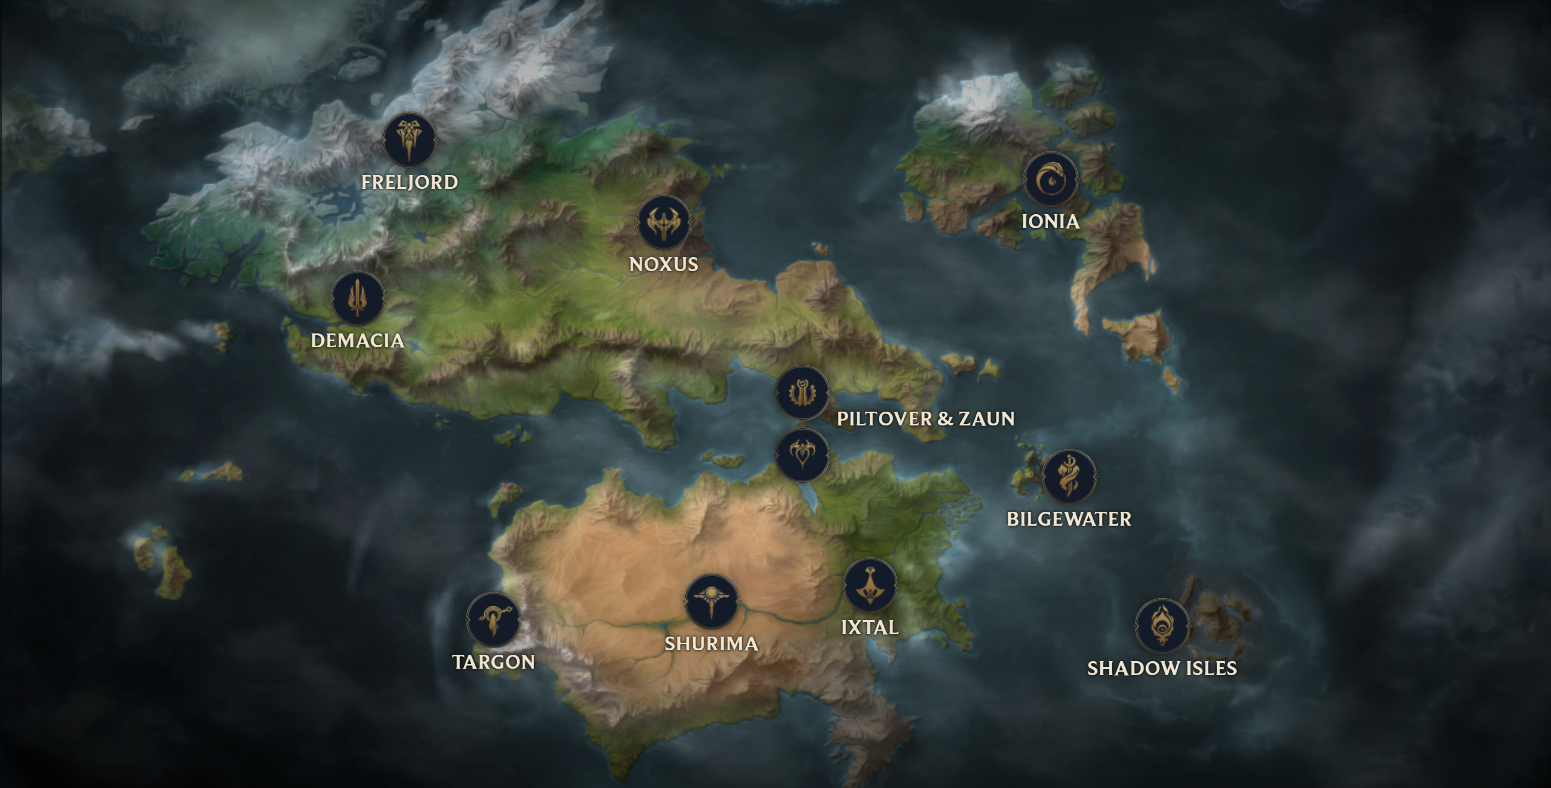 FRELJORD
IONIA
NOXUS
DEMACIA
PILTOVER & ZAUN
BILGEWATER
IXTAL
SHURIMA
TARGON
SHADOW ISLES